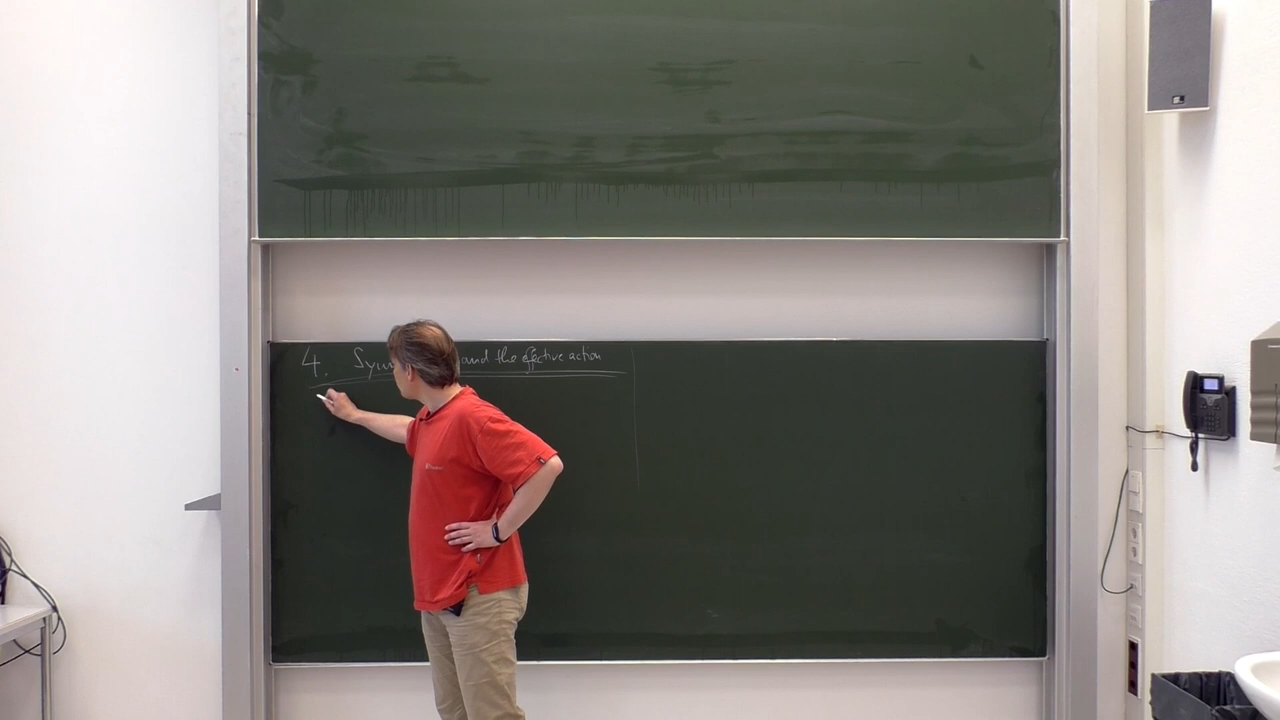 4. Sym and the effective action